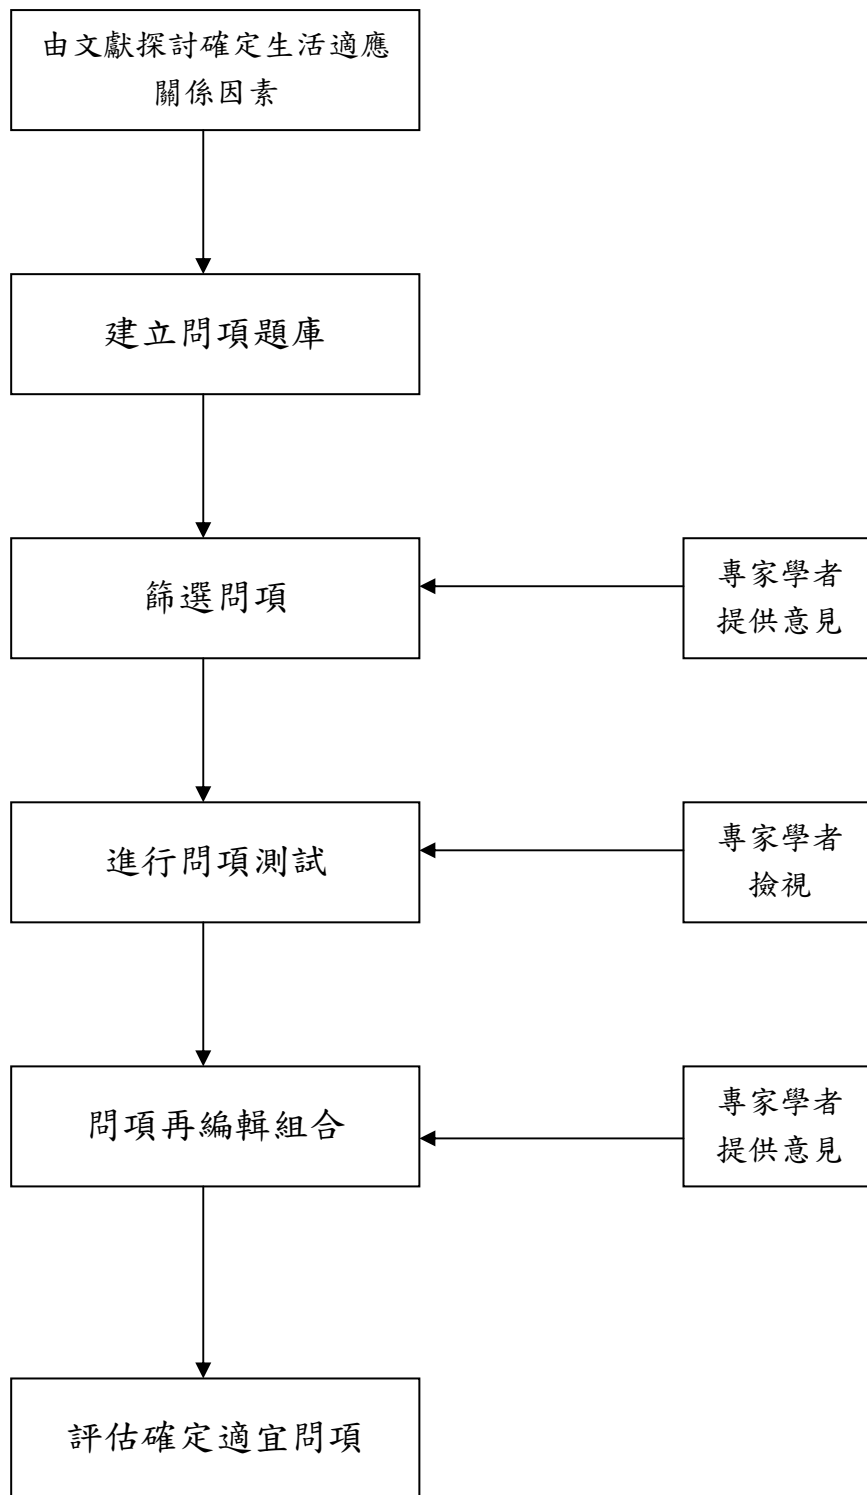 由文獻探討確定生活適應
關係因素
建立問項題庫
篩選問項
專家學者
提供意見
進行問項測試
專家學者
撿視
問項再編輯組合
專家學者
提供意見
評估確定適宜問項